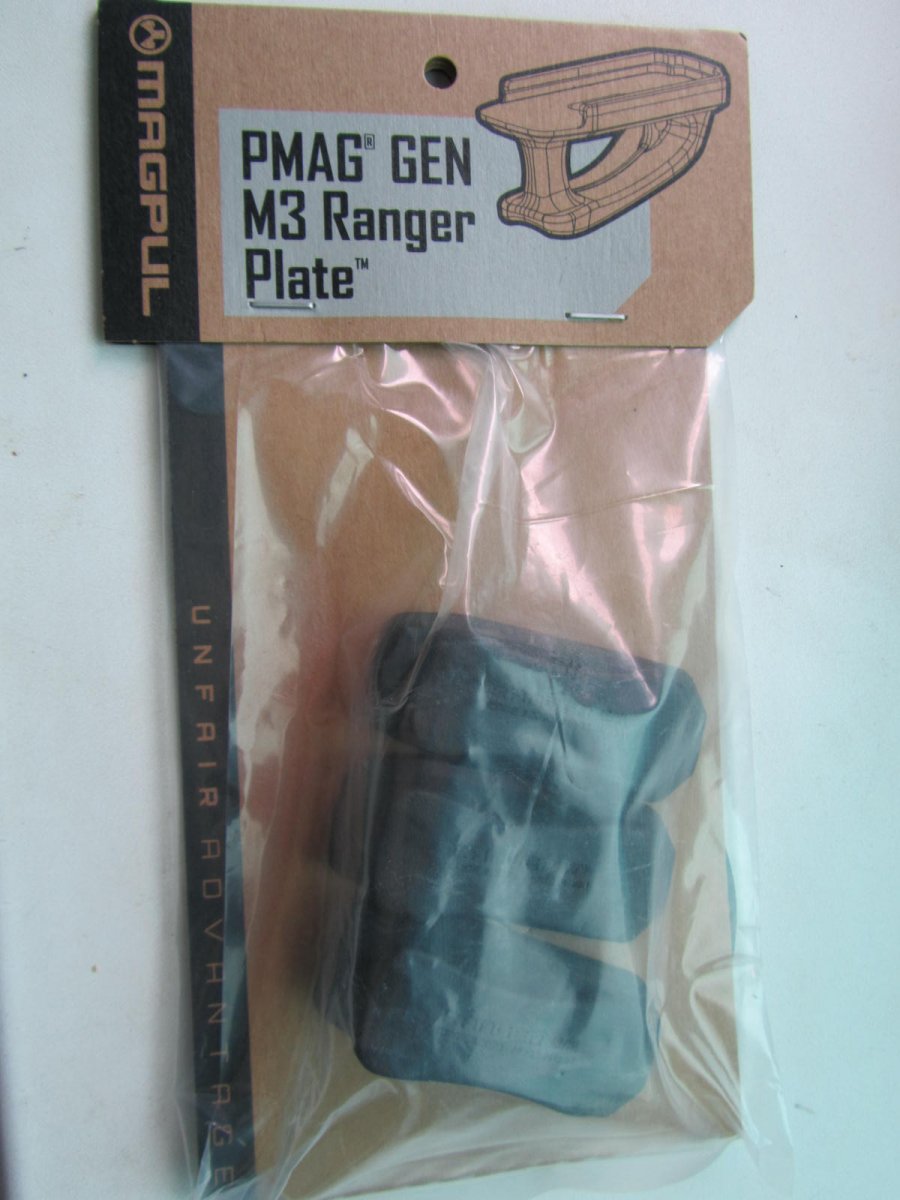 MAGPUL
PMAG® GEN
M3 Ranger
Plate™
UNFAIR ADVANTAGE